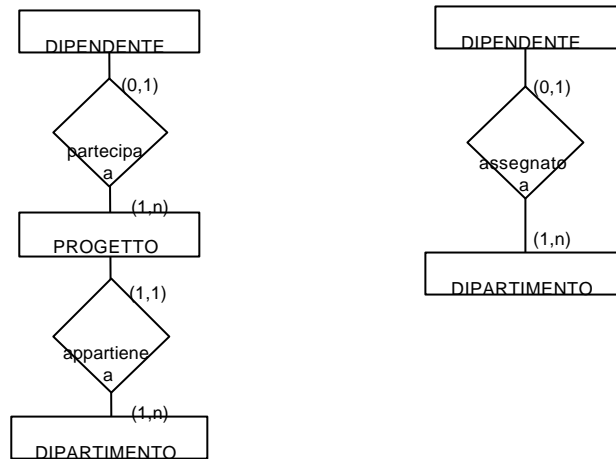 DIPENDENTE
(0,1)
partecipa
a
(1,n)
PROGETTO
(1,1)
appartiene
a
(1,n)
DIPARTIMENTO
DIPENDENTE
(0,1)
assegnato
a
(1,n)
DIPARTIMENTO